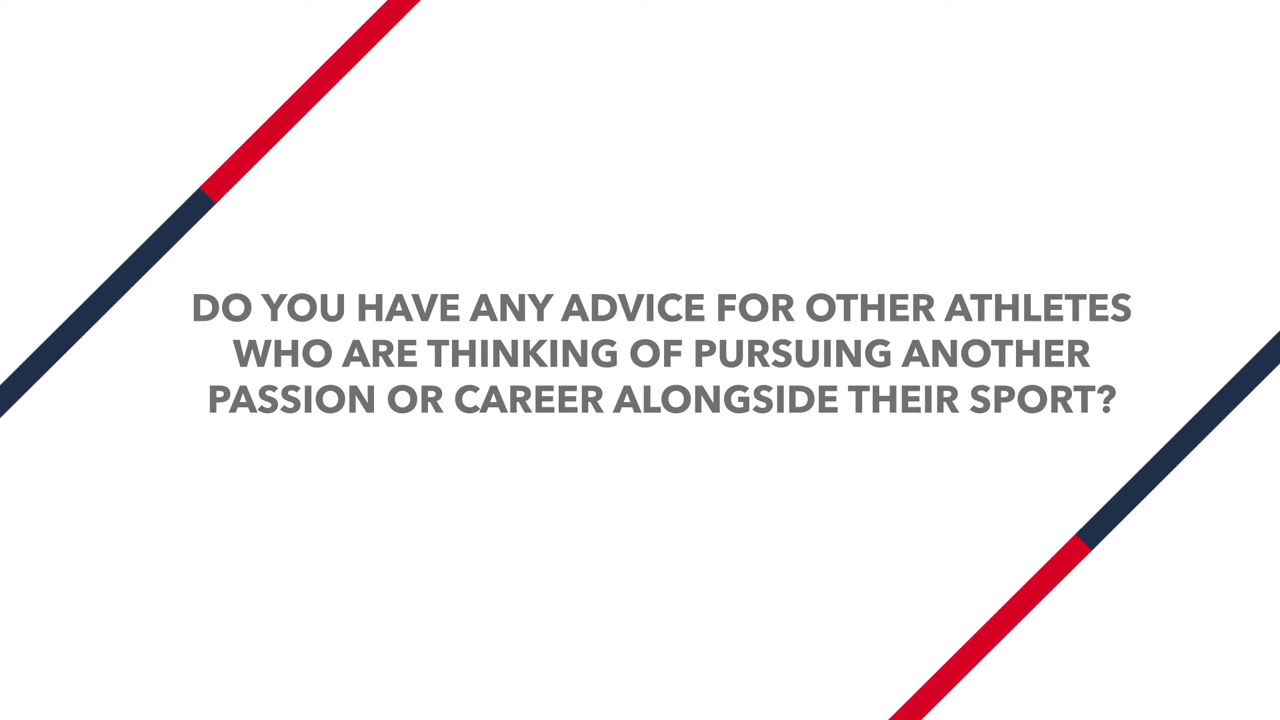 DO YOU HAVE ANY ADVICE FOR OTHER ATHLETES
WHO ARE THINKING OF PURSUING ANOTHER
PASSION OR CAREER ALONGSIDE THEIR SPORT?